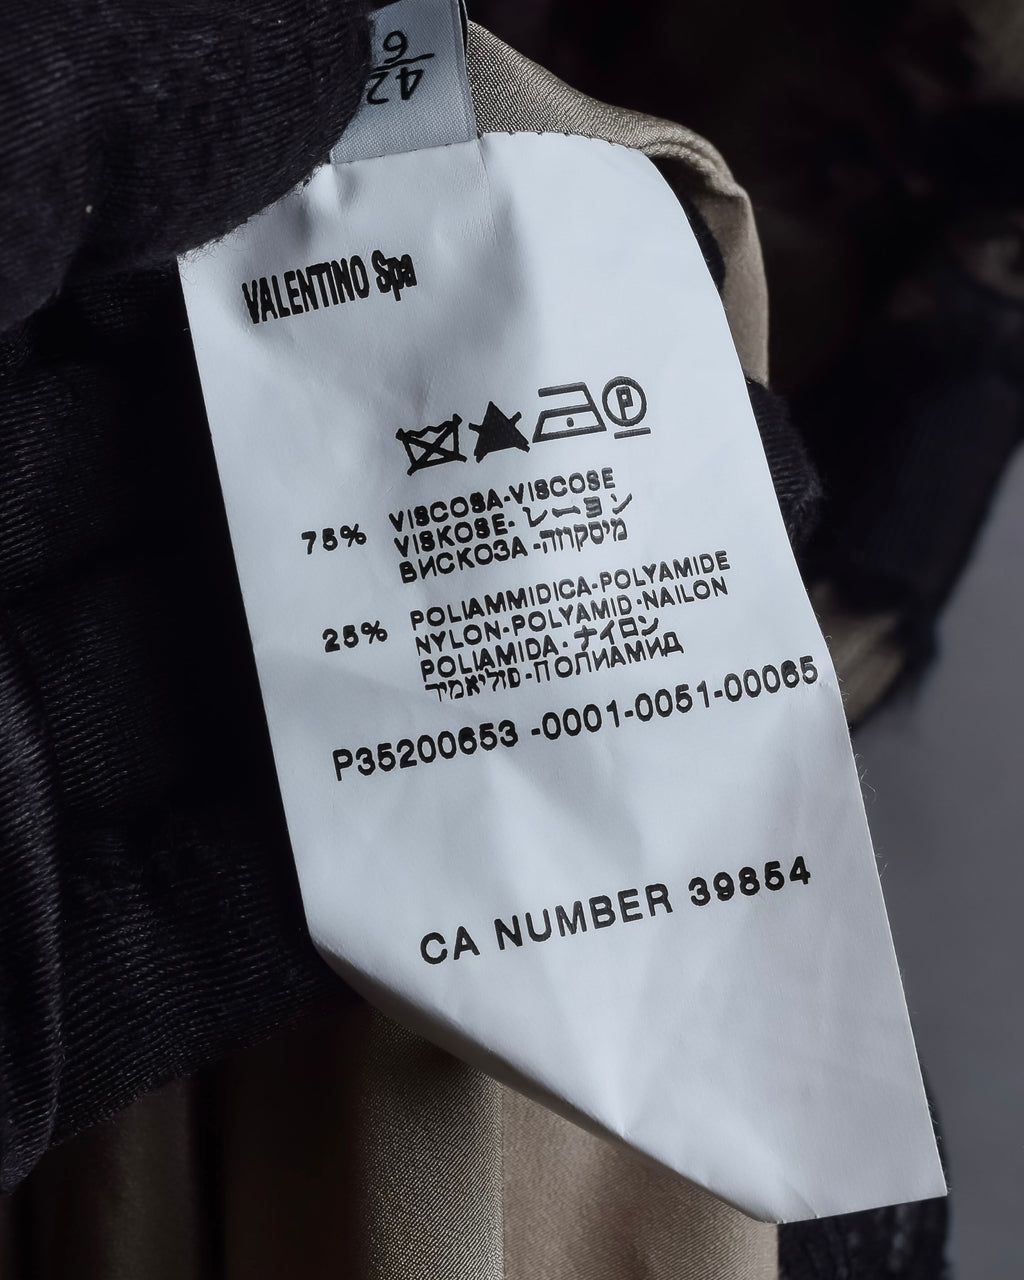 6
42
VALENTINO Spa
P
75% VISCOSA-VISCOSE
VISKOSE- レーヨン
ВИСКОЗА -מיסקוזה
25% POLIAMMIDICA-POLYAMIDE
NYLON-POLYAMID-NAILON
POLIAMIDA- ナイロン
פוליאמיד-ПОЛИАМИД
P35200653 -0001-0051-00065
CA NUMBER 39854